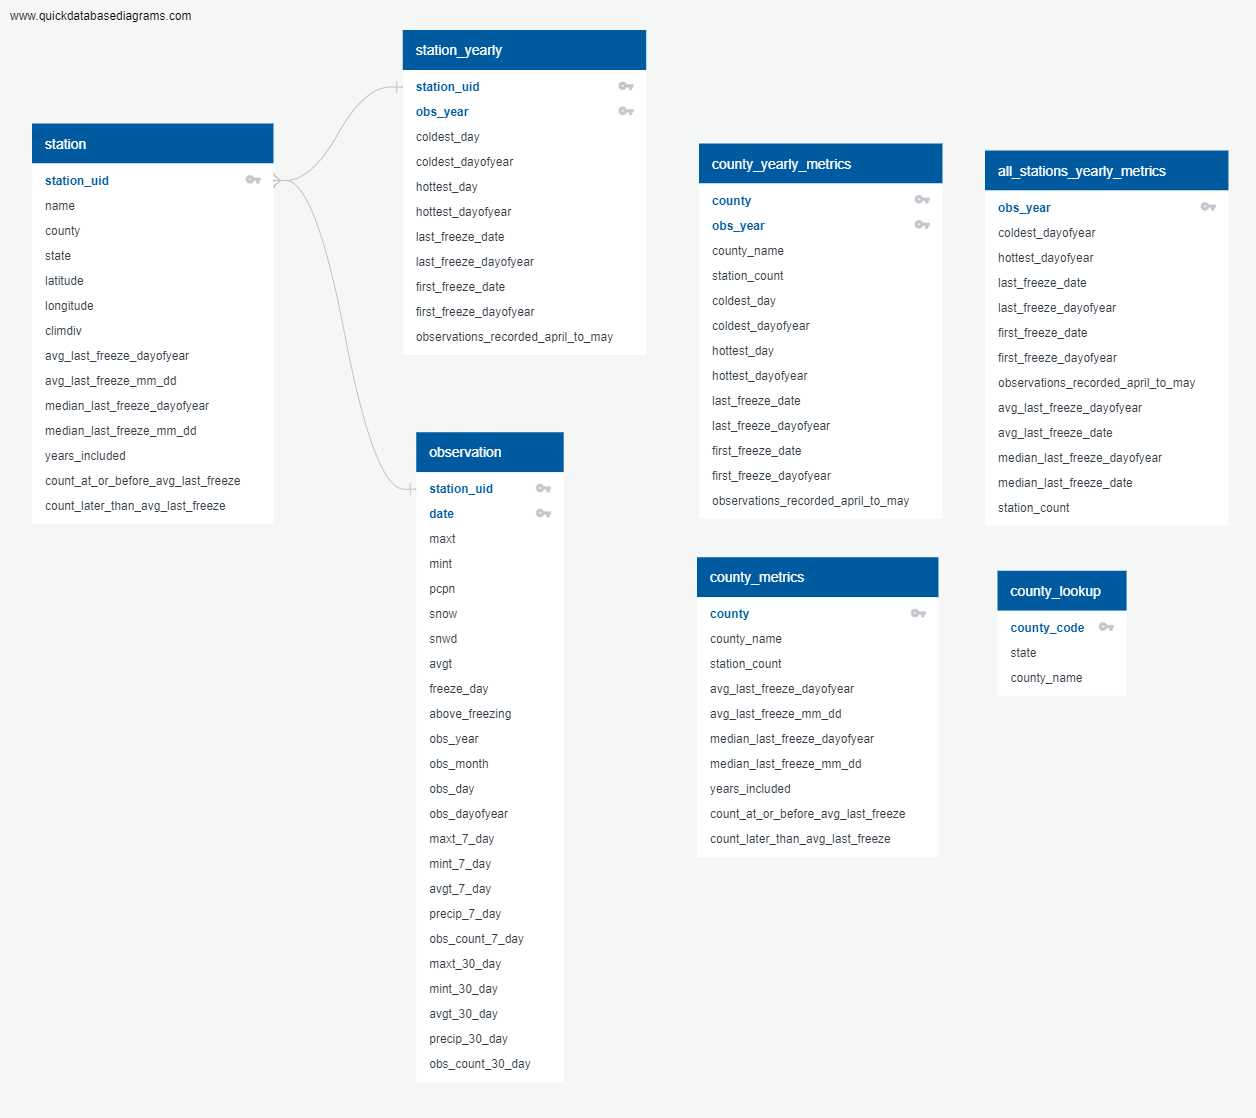 www.quickdatabasediagrams.com
station
station_uid
name
county
state
latitude
longitude
climdiv
avg_last_freeze_dayofyear
avg_last_freeze_mm_dd
median_last_freeze_dayofyear
median_last_freeze_mm_dd
years_included
count_at_or_before_avg_last_freeze
count_later_than_avg_last_freeze
station_yearly
station_uid
obs_year
coldest_day
coldest_dayofyear
hottest_day
hottest_dayofyear
last_freeze_date
last_freeze_dayofyear
first_freeze_date
first_freeze_dayofyear
observations_recorded_april_to_may
observation
station_uid
date
maxt
mint
pcpn
snow
snwd
avgt
freeze_day
above_freezing
obs_year
obs_month
obs_day
obs_dayofyear
maxt_7_day
mint_7_day
avgt_7_day
precip_7_day
obs_count_7_day
maxt_30_day
mint_30_day
avgt_30_day
precip_30_day
obs_count_30_day
county_yearly_metrics
county
obs_year
county_name
station_count
coldest_day
coldest_dayofyear
hottest_day
hottest_dayofyear
last_freeze_date
last_freeze_dayofyear
first_freeze_date
first_freeze_dayofyear
observations_recorded_april_to_may
all_stations_yearly_metrics
obs_year
coldest_dayofyear
hottest_dayofyear
last_freeze_date
last_freeze_dayofyear
first_freeze_date
first_freeze_dayofyear
observations_recorded_april_to_may
avg_last_freeze_dayofyear
avg_last_freeze_date
median_last_freeze_dayofyear
median_last_freeze_date
station_count
county_metrics
county
county_name
station_count
avg_last_freeze_dayofyear
avg_last_freeze_mm_dd
median_last_freeze_dayofyear
median_last_freeze_mm_dd
years_included
count_at_or_before_avg_last_freeze
count_later_than_avg_last_freeze
county_lookup
county_code
state
county_name